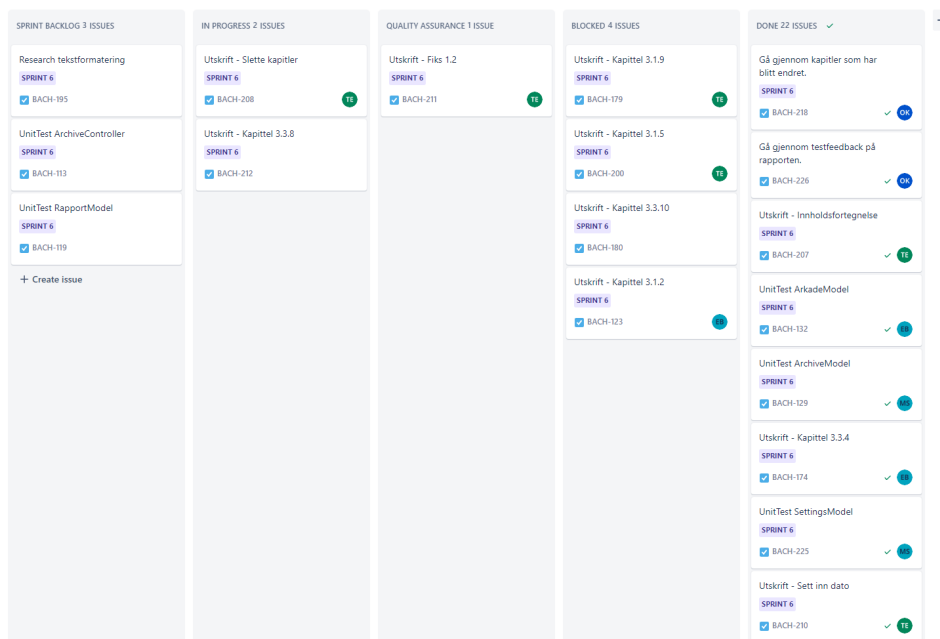 SPRINT BACKLOG 3 ISSUES
Research tekstformatering
SPRINT 6
BACH-195
UnitTest ArchiveController
SPRINT 6
BACH-113
UnitTest RapportModel
SPRINT 6
BACH-119
+ Create issue
IN PROGRESS 2 ISSUES
Utskrift - Slette kapitler
SPRINT 6
BACH-208
TE
Utskrift - Kapittel 3.3.8
SPRINT 6
BACH-212
QUALITY ASSURANCE 1 ISSUE
Utskrift - Fiks 1.2
SPRINT 6
BACH-211
TE
BLOCKED 4 ISSUES
Utskrift - Kapittel 3.1.9
SPRINT 6
BACH-179
TE
Utskrift - Kapittel 3.1.5
SPRINT 6
BACH-200
TE
Utskrift - Kapittel 3.3.10
SPRINT 6
BACH-180
Utskrift - Kapittel 3.1.2
SPRINT 6
BACH-123
EB
DONE 22 ISSUES
Gå gjennom kapitler som har
blitt endret.
SPRINT 6
BACH-218
OK
Gå gjennom testfeedback på
rapporten.
BACH-226
OK
Utskrift - Innholdsfortegnelse
SPRINT 6
BACH-207
TE
UnitTest ArkadeModel
SPRINT 6
BACH-132
EB
UnitTest ArchiveModel
SPRINT 6
BACH-129
MS
Utskrift - Kapittel 3.3.4
SPRINT 6
BACH-174
EB
UnitTest SettingsModel
SPRINT 6
BACH-225
MS
Utskrift - Sett inn dato
SPRINT 6
BACH-210
TE